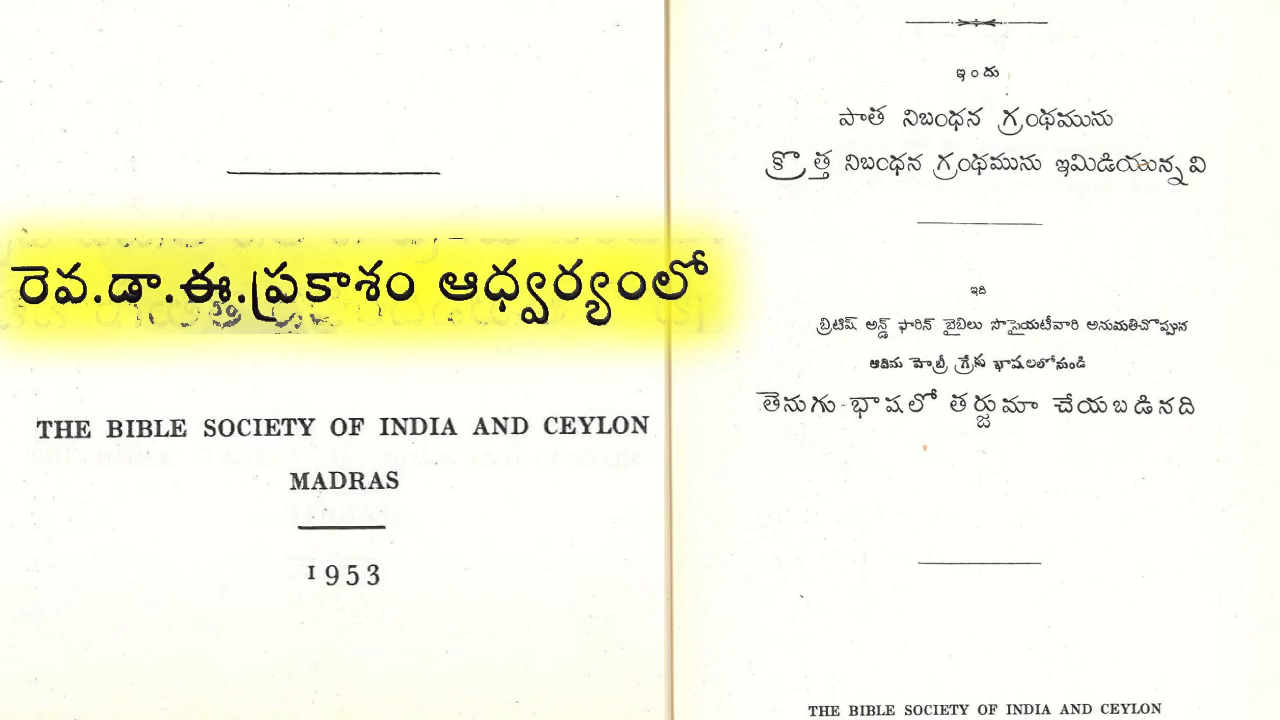 రెవ.డా.ఈ.ప్రకాశం ఆధ్వర్యంలో
THE BIBLE SOCIETY OF INDIA AND CEYLON
MADRAS
1953
ఇందు
పాత నిబంధన గ్రంథమును
క్రొత్త నిబంధన గ్రంథమును ఇమిడియున్నవి
ఇది
బ్రిటిష్ అన్డ్ ఫారిన్ బైబిలు సొసైయటీవారి అనుమతిచొప్పున
ఆదిమ హెబ్రీ గ్రేకు భాషలలోనుండి
తెనుగు-భాషలో తర్జుమా చేయబడినది
THE BIBLE SOCIETY OF INDIA AND CEYLON